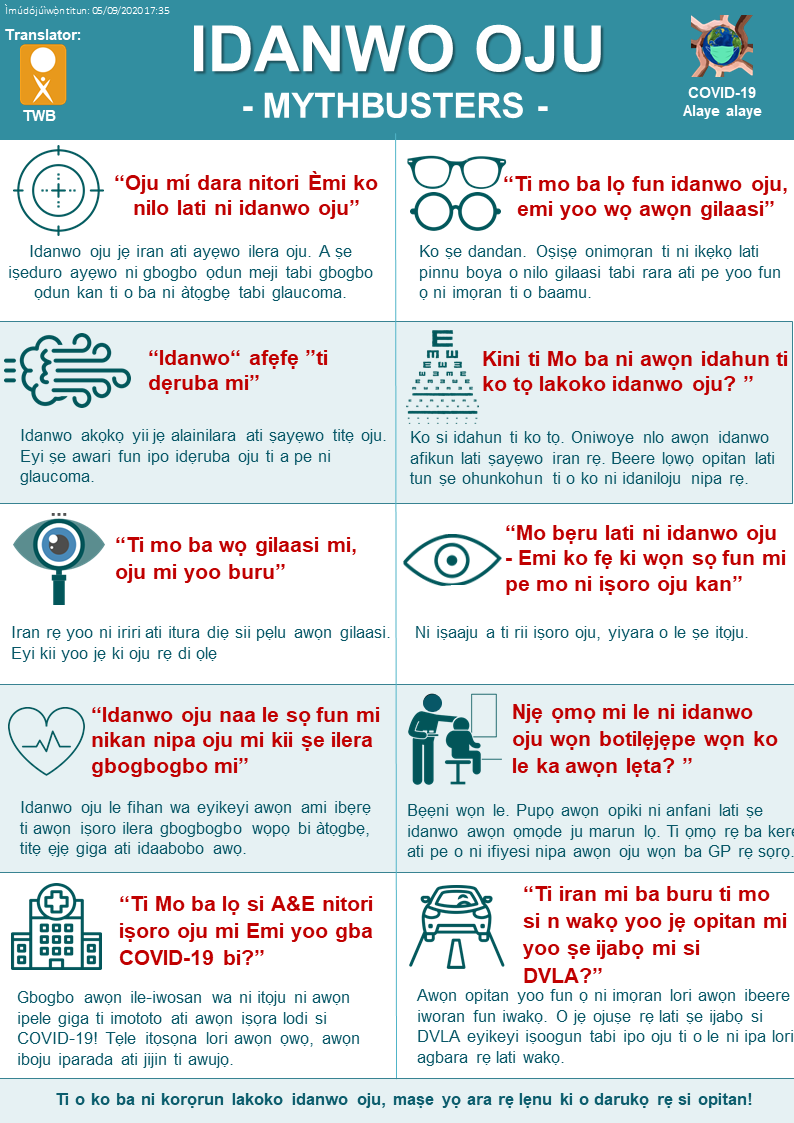 Ìmúdójúìwọ̀ntitun: 05/09/2020 17:35
Translator:
TWB
IDANWO OJU
- MYTHBUSTERS -
COVID-19
Alaye alaye
“Oju mí dara nitori Èmi ko
nilo lati ni idanwo oju”
Idanwo oju jẹ iran ati ayẹwo ilera oju. A ṣe
iṣeduro ayẹwo ni gbogbo ọdun meji tabi gbogbo
ọdun kan ti o ba ni àtọgbẹ tabi glaucoma.
“Ti mo ba lọ fun idanwo oju,
emi yoo wọ awọn gilaasi”
Ko ṣe dandan. Oṣiṣẹ onimọran ti ni ikẹkọ lati
pinnu boya o nilo gilaasi tabi rara ati pe yoo fun
ọ ni imọran ti o baamu.
“Idanwo“ afẹfẹ ”ti
dẹruba mi”
Idanwo akọkọ yii jẹ alainilara ati ṣayẹwo titẹ oju.
Eyi ṣe awari fun ipo idẹruba oju ti a pe ni
glaucoma.
Kini ti Mo ba ni awọn idahun ti
ko tọ lakoko idanwo oju? ”
Ko si idahun ti ko tọ. Oniwoye nlo awọn idanwo
afikun lati ṣayẹwo iran rẹ. Beere lọwọ opitan lati
tun ṣe ohunkohun ti o ko ni idaniloju nipa rẹ.
“Ti mo ba wọ gilaasi mi,
oju mi yoo buru”
Iran rẹ yoo ni iriri ati itura diẹ sii pẹlu awọn gilaasi.
Eyi kii yoo jẹ ki oju rẹ di ọlẹ
“Mo bẹru lati ni idanwo oju
- Emi ko fẹ ki wọn sọ fun mi
pe mo ni iṣoro oju kan”
Ni iṣaaju a ti rii iṣoro oju, yiyara o le ṣe itọju.
“Idanwo oju naa le sọ fun mi
nikan nipa oju mi kii ṣe ilera
gbogbogbo mi”
Idanwo oju le fihan wa eyikeyi awọn ami ibẹrẹ
ti awọn iṣoro ilera gbogbogbo wọpọ bi àtọgbẹ,
titẹ ẹjẹ giga ati idaabobo awọ.
Njẹ ọmọ mi le ni idanwo
oju wọn botilẹjẹpe wọn ko
le ka awọn lẹta? ”
Bẹẹni wọn le. Pupọ awọn opiki ni anfani lati ṣe
idanwo awọn ọmọde ju marun lọ. Ti ọmọ rẹ ba kere
ati pe o ni ifiyesi nipa awọn oju wọn ba GP rẹ sọrọ.
“Ti Mo ba lọ si A&E nitori
iṣoro oju mi Emi yoo gba
COVID-19 bi?”
Gbogbo awọn ile-iwosan wa ni itọju ni awọn
ipele giga ti imototo ati awọn iṣọra lodi si
COVID-19! Tẹle itọsọna lori awọn ọwọ, awọn
iboju iparada ati jijin ti awujọ.
“Ti iran mi ba buru ti mo
si n wakọ yoo jẹ opitan mi
yoo ṣe ijabọ mi si
DVLA?”
Awọn opitan yoo fun ọ ni imọran lori awọn ibeere
iworan fun iwakọ. O jẹ ojuṣe rẹ lati ṣe ijabọ si
DVLA eyikeyi iṣoogun tabi ipo oju ti o le ni ipa lori
agbara rẹ lati wakọ.
Ti o ko ba ni korọrun lakoko idanwo oju, maṣe yọ ara rẹ lẹnu ki o darukọ rẹ si opitan!